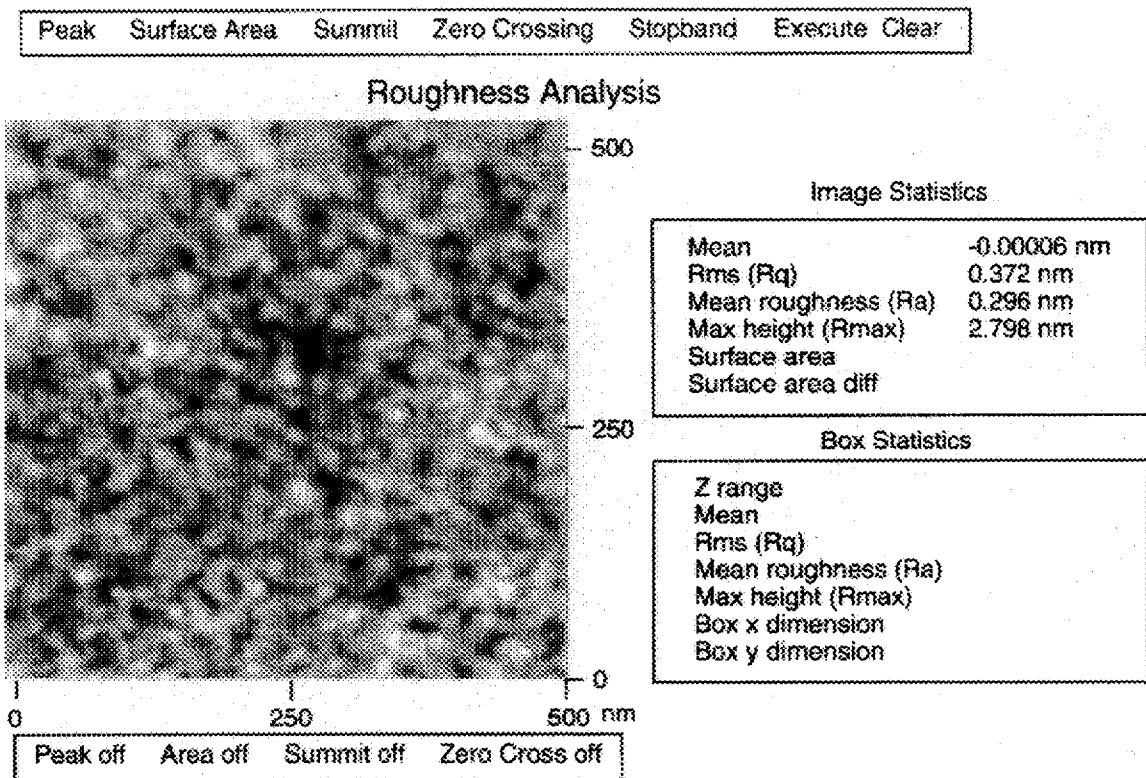 Peak Surface Area Summit Zero Crossing Stopband Execute Clear
Roughness Analysis
500
250
0
0 250 500 nm
Peak off Area off Summit off Zero Cross off
Image Statistics
Mean -0.00006 nm
Rms (Rq) 0.372 nm
Mean roughness (Ra) 0.296 nm
Max height (Rmax) 2.798 nm
Surface area
Surface area diff
Box Statistics
Z range
Mean
Rms (Rq)
Mean roughness (Ra)
Max height (Rmax)
Box x dimension
Box y dimension